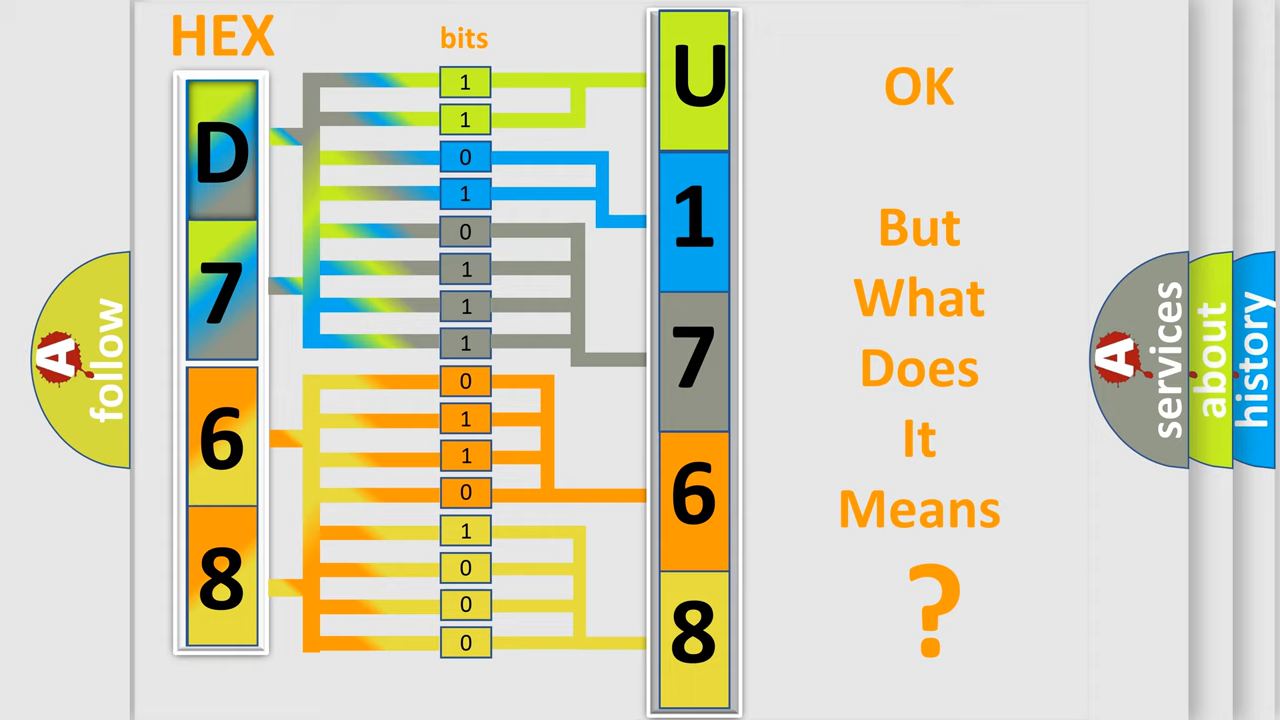 HEX
bits
D
7
6
8
1
1
0
1
0
1
1
1
0
1
1
0
1
0
0
0
U
1
7
6
8
OK
But
What
Does
It
Means
?
A
follow
A
services
about
history